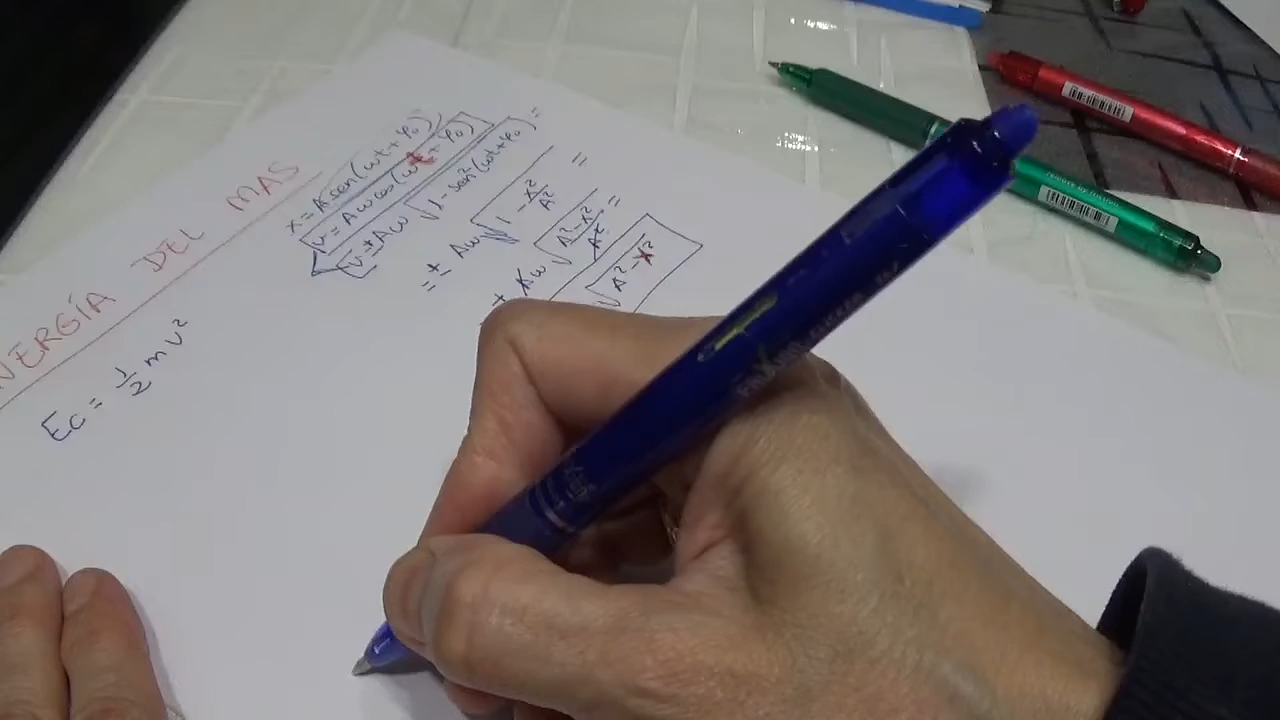 ENERGÍA DEL MAS
Ec = 1/2 m v²
x = A sen(ωt + φ₀)
v = Aω cos(ωt + φ₀)
v = ± Aω √(1 - sen²(ωt + φ₀)) =
= ± Aω √(1 - x²/A²) =
± Aω √((A² - x²)/A²) =
√(A² - x²)